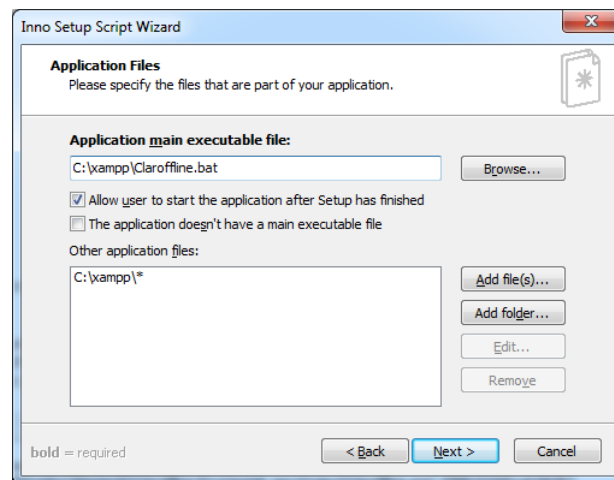 Inno Setup Script Wizard
Application Files
Please specify the files that are part of your application.
Application main executable file:
C:\xampp\Claroffline.bat
Browse...
Allow user to start the application after Setup has finished
The application doesn't have a main executable file
Other application files:
C:\xampp\*
Add file(s)...
Add folder...
Edit...
Remove
bold = required
< Back
Next >
Cancel